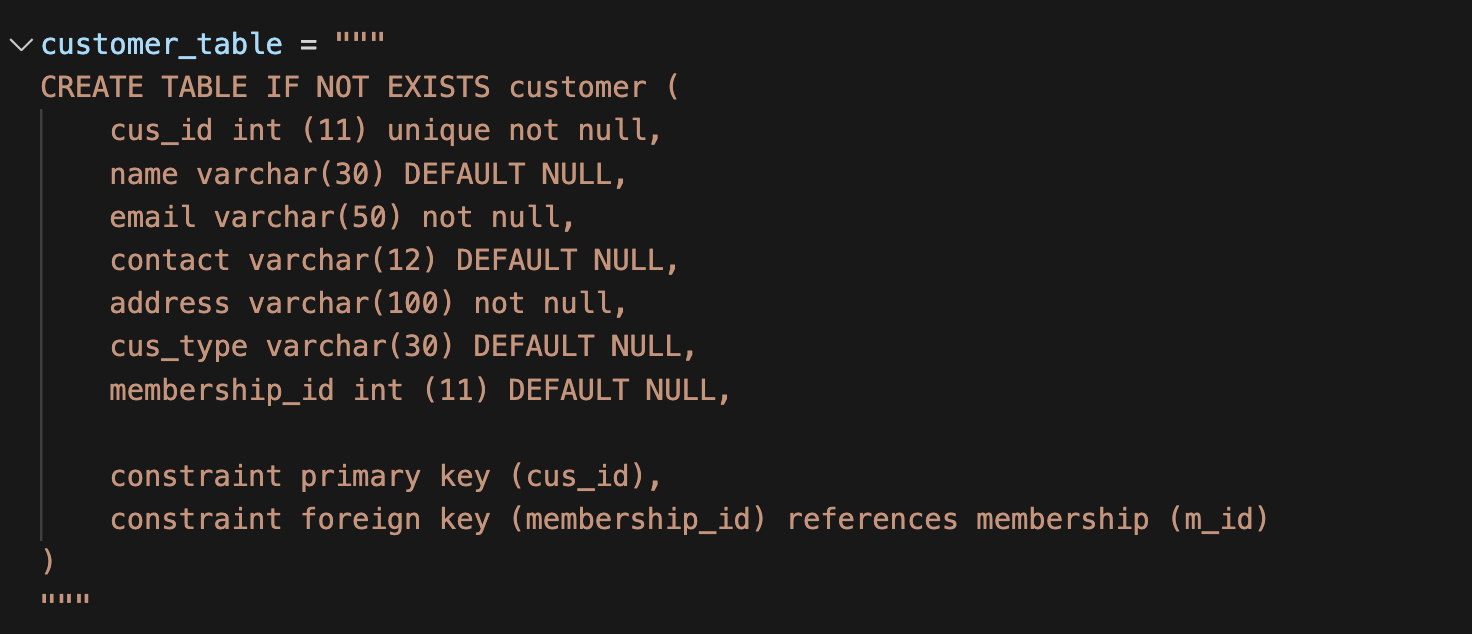 customer_table = """
CREATE TABLE IF NOT EXISTS customer (
cus_id int (11) unique not null,
name varchar(30) DEFAULT NULL,
email varchar(50) not null,
contact varchar(12) DEFAULT NULL,
address varchar(100) not null,
cus_type varchar(30) DEFAULT NULL,
membership_id int (11) DEFAULT NULL,
constraint primary key (cus_id),
constraint foreign key (membership_id) references membership (m_id)
)
"""